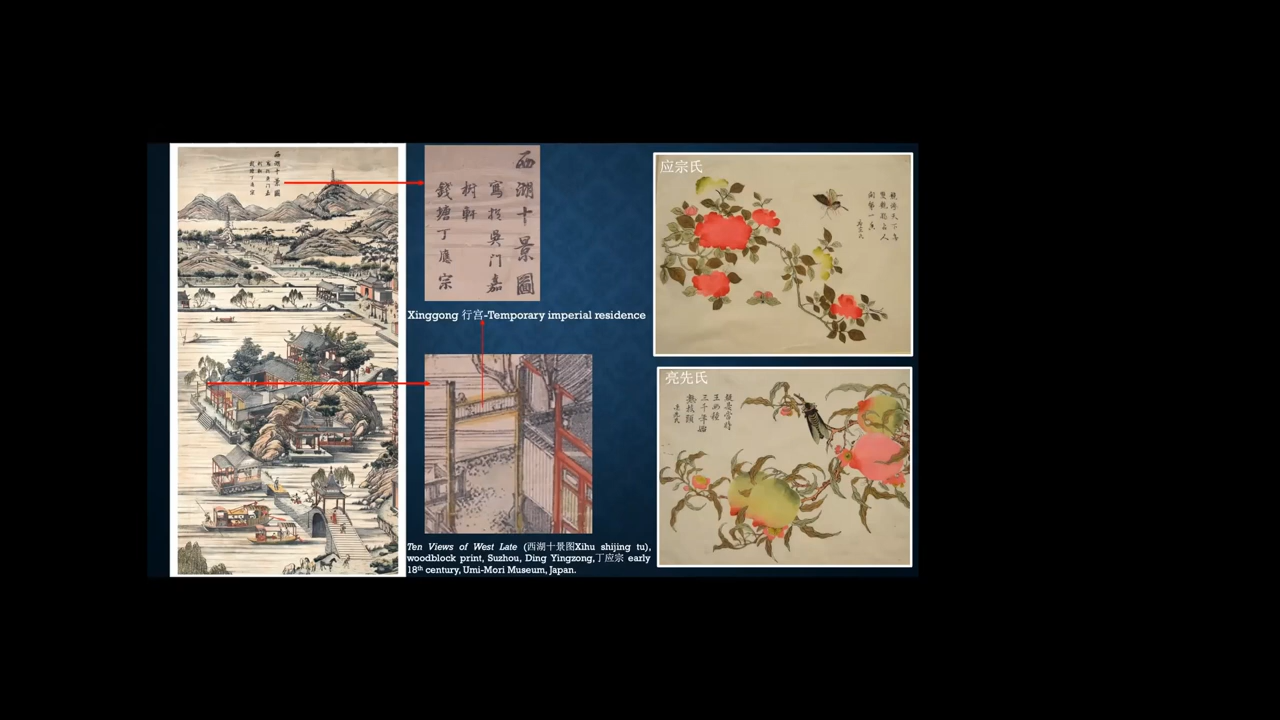 西湖十景圖
寫於吳门嘉
樹軒
錢塘丁應宗
Xinggong 行宫-Temporary imperial residence
Ten Views of West Late (西湖十景图Xihu shijing tu),
woodblock print, Suzhou, Ding Yingzong,丁应宗 early
18th century, Umi-Mori Museum, Japan.
应宗氏
亮先氏